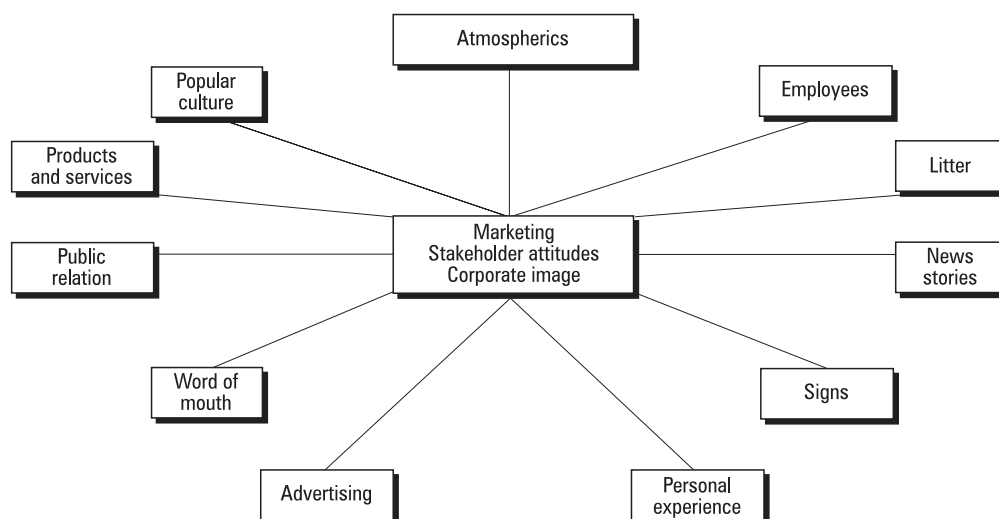 Atmospherics
Popular
culture
Employees
Products
and services
Litter
Marketing
Stakeholder attitudes
Corporate image
Public
relation
News
stories
Word of
mouth
Signs
Advertising
Personal
experience